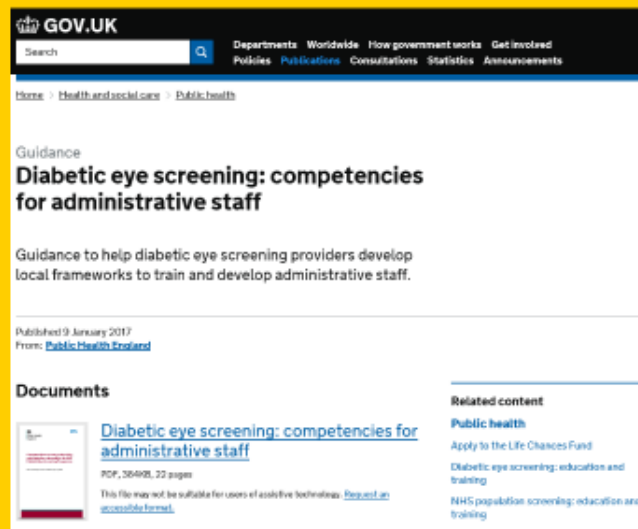 GOV.UK
Search
Departments Worldwide How government works Get involved
Policies Publications Consultations Statistics Announcements
Home > Health and social care > Public health
Guidance
Diabetic eye screening: competencies
for administrative staff
Guidance to help diabetic eye screening providers develop
local frameworks to train and develop administrative staff.
Published 9 January 2017
From: Public Health England
Documents
Diabetic eye screening: competencies for
administrative staff
PDF, 384KB, 22 pages
This file may not be suitable for users of assistive technology. Request an
accessible format.
Related content
Public health
Apply to the Life Chances Fund
Diabetic eye screening: education and
training
NHS population screening: education and
training